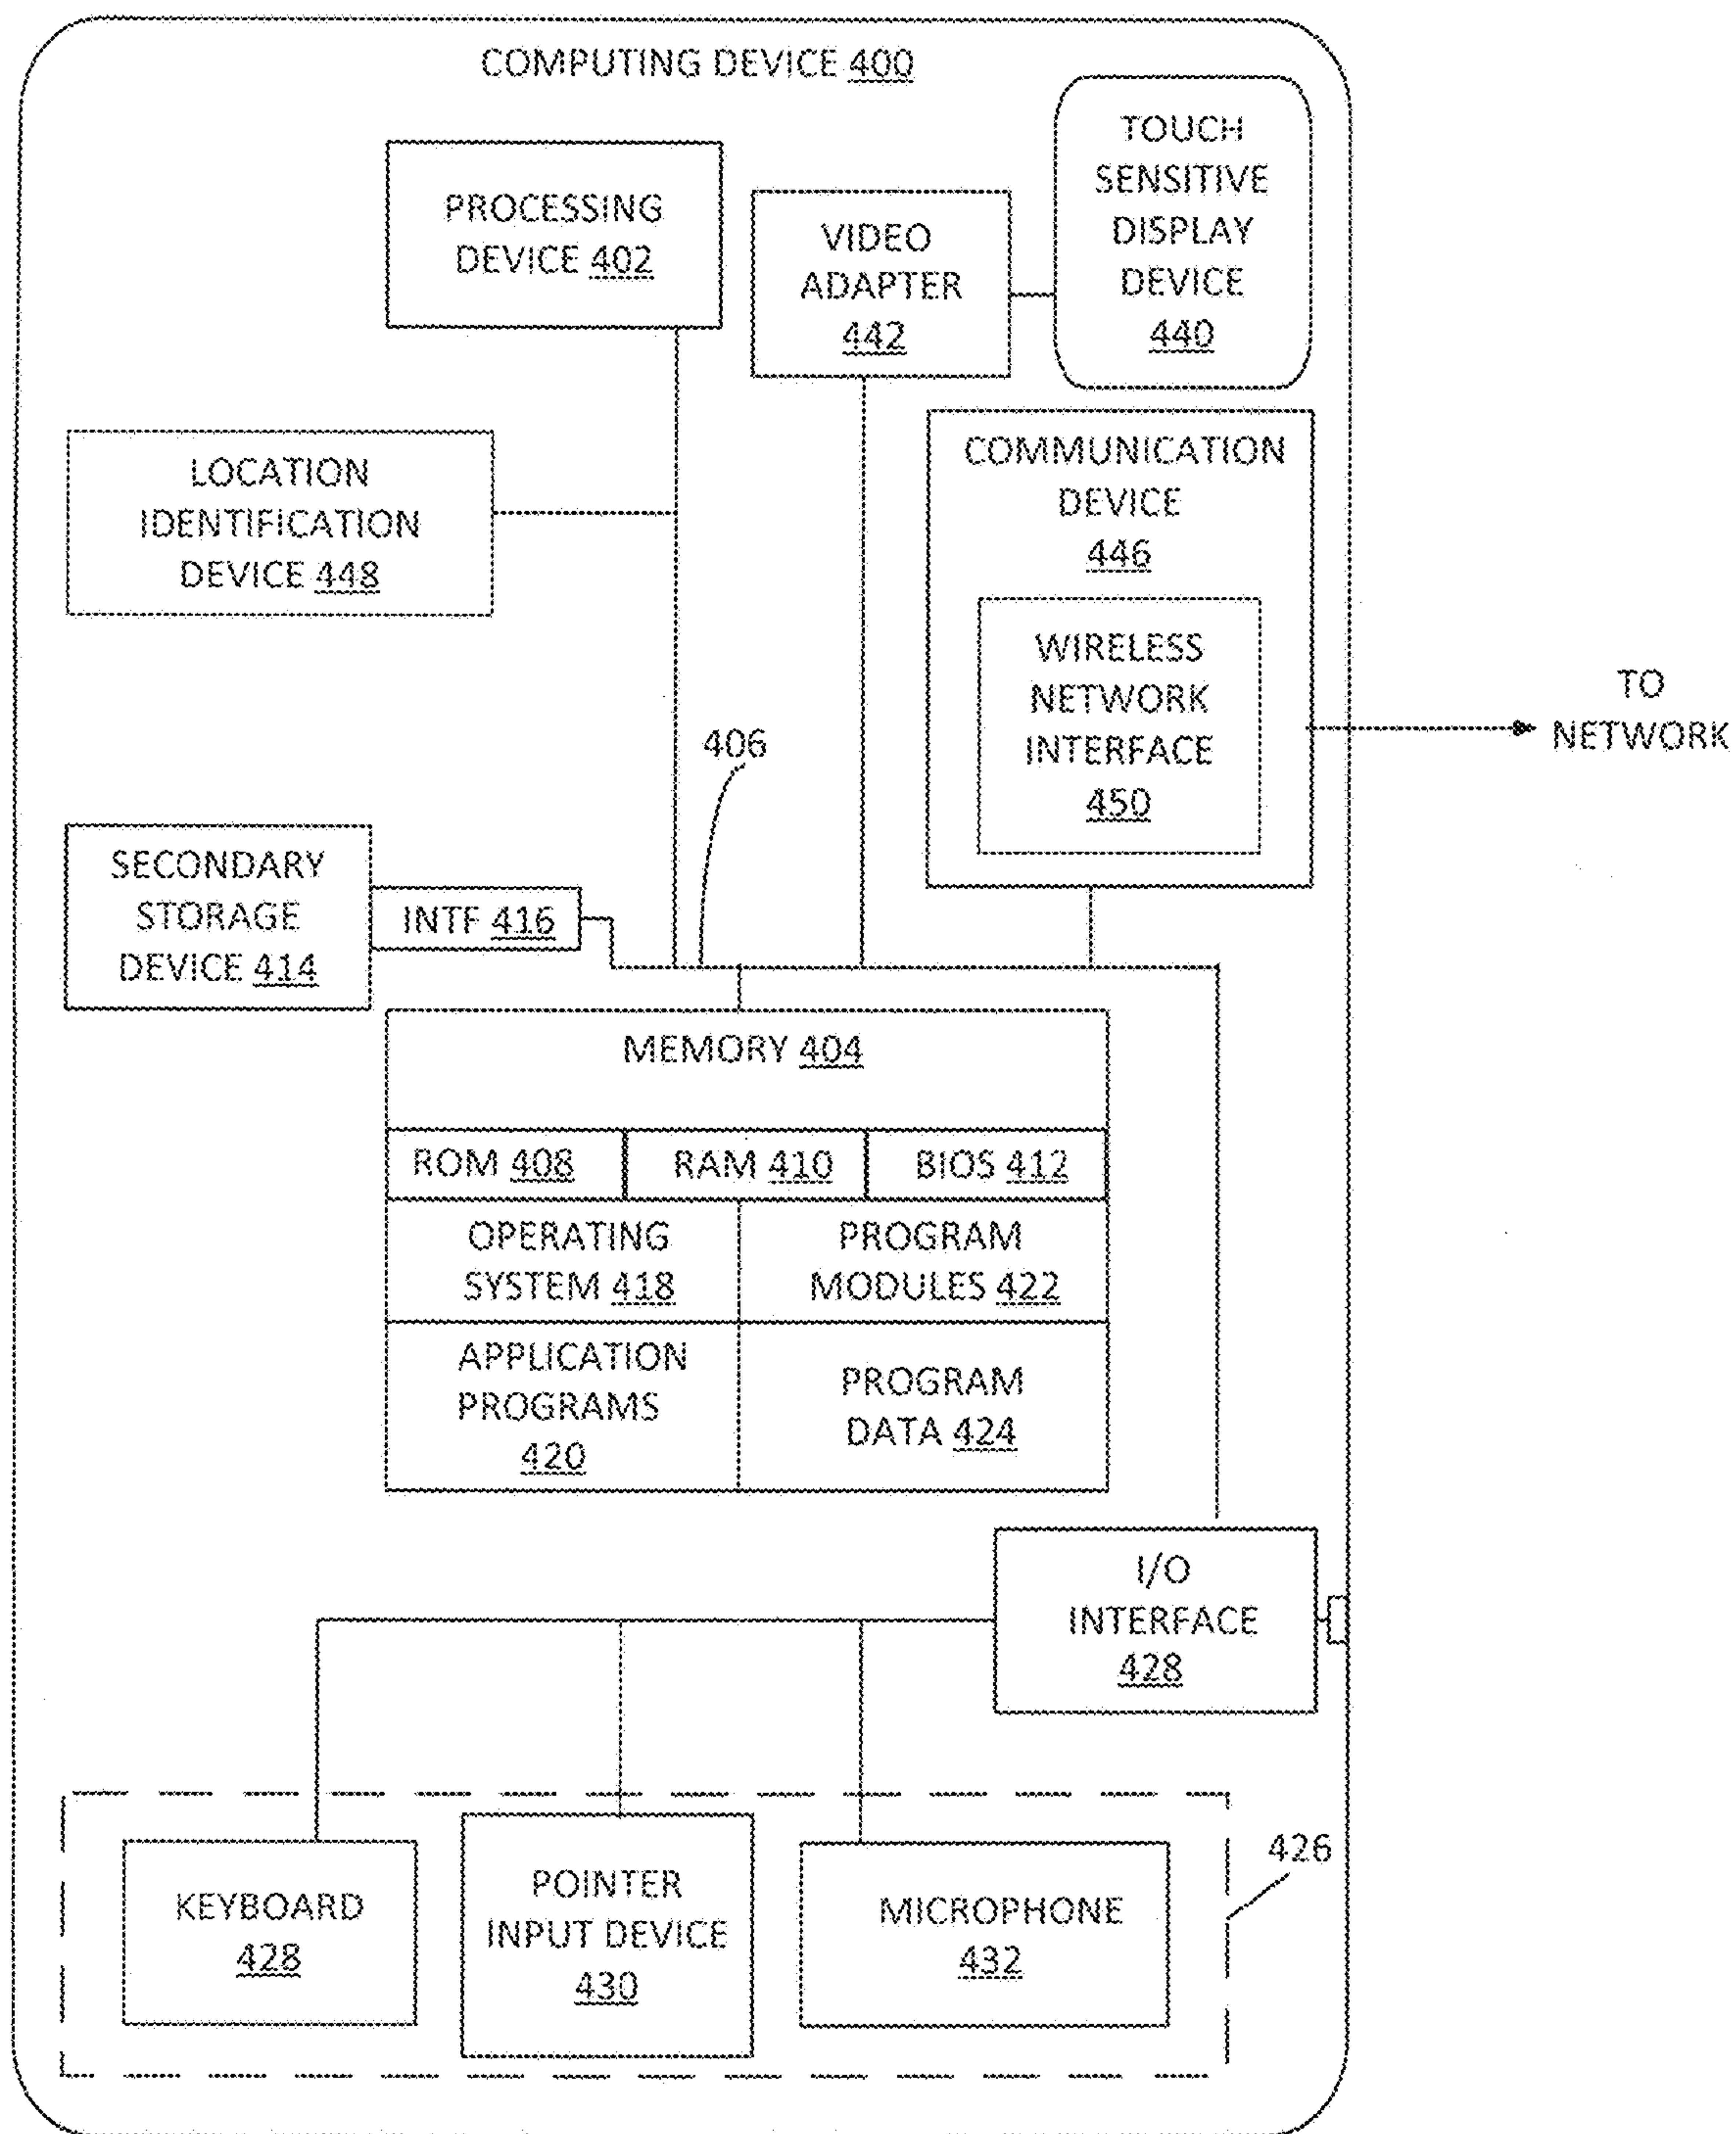 COMPUTING DEVICE 400
PROCESSING
DEVICE 402
VIDEO
ADAPTER
442
TOUCH
SENSITIVE
DISPLAY
DEVICE
440
LOCATION
IDENTIFICATION
DEVICE 448
COMMUNICATION
DEVICE
446
WIRELESS
NETWORK
INTERFACE
450
TO
NETWORK
406
SECONDARY
STORAGE
DEVICE 414
INTF 416
MEMORY 404
ROM 408
RAM 410
BIOS 412
OPERATING
SYSTEM 418
PROGRAM
MODULES 422
APPLICATION
PROGRAMS
420
PROGRAM
DATA 424
I/O
INTERFACE
428
426
KEYBOARD
428
POINTER
INPUT DEVICE
430
MICROPHONE
432